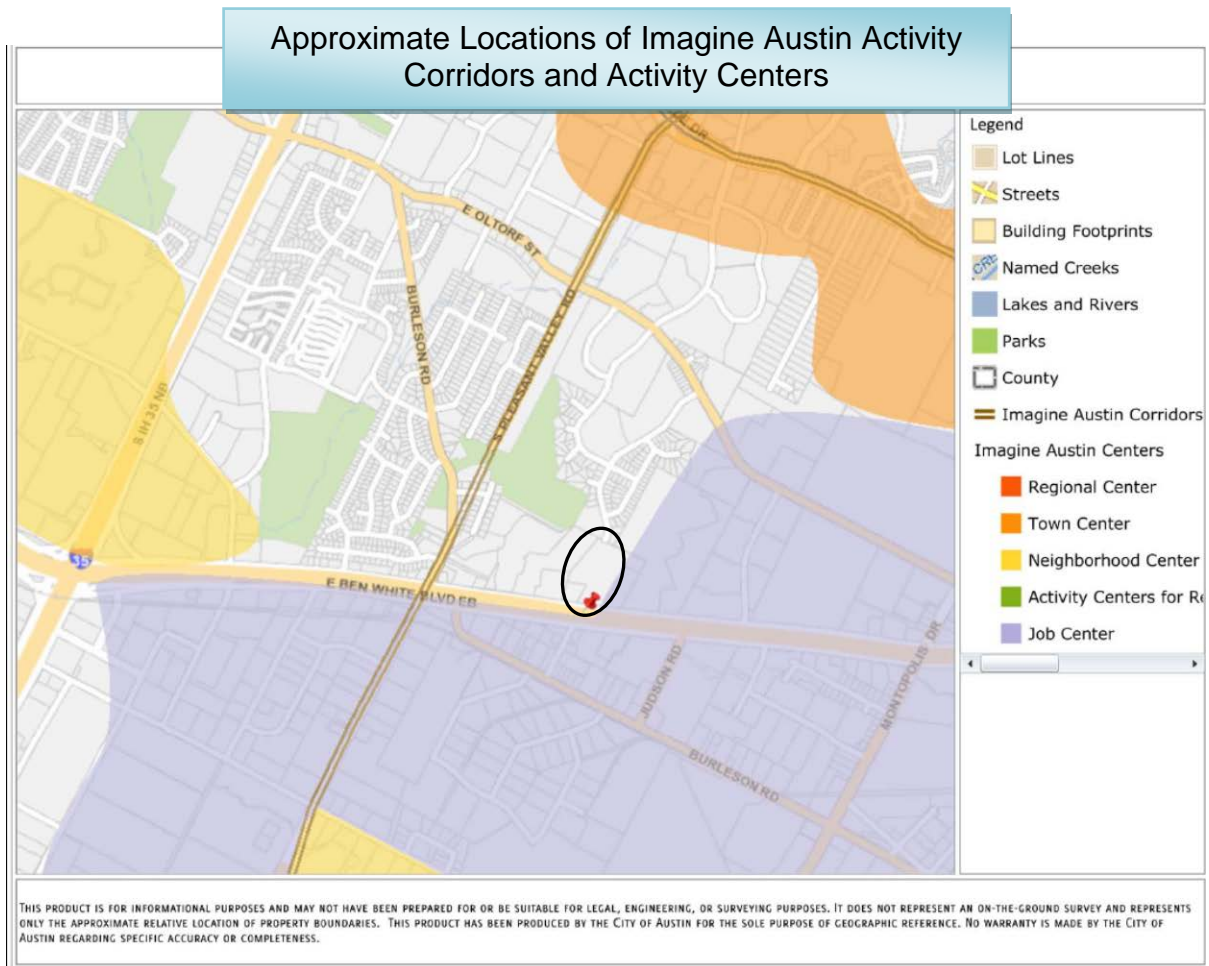 Approximate Locations of Imagine Austin Activity
Corridors and Activity Centers
Legend
Lot Lines
Streets
Building Footprints
Named Creeks
Lakes and Rivers
Parks
County
Imagine Austin Corridors
Imagine Austin Centers
Regional Center
Town Center
Neighborhood Center
Activity Centers for Re
Job Center
DR
E OLTORF ST
BURLESON RD
S PLEASANT VALLEY RD
S IH 35 NB
35
E BEN WHITE BLVD EB
JUDSON RD
MONTOPOLIS DR
BURLESON RD
THIS PRODUCT IS FOR INFORMATIONAL PURPOSES AND MAY NOT HAVE BEEN PREPARED FOR OR BE SUITABLE FOR LEGAL, ENGINEERING, OR SURVEYING PURPOSES. IT DOES NOT REPRESENT AN ON-THE-GROUND SURVEY AND REPRESENTS
ONLY THE APPROXIMATE RELATIVE LOCATION OF PROPERTY BOUNDARIES. THIS PRODUCT HAS BEEN PRODUCED BY THE CITY OF AUSTIN FOR THE SOLE PURPOSE OF GEOGRAPHIC REFERENCE. NO WARRANTY IS MADE BY THE CITY OF
AUSTIN REGARDING SPECIFIC ACCURACY OR COMPLETENESS.